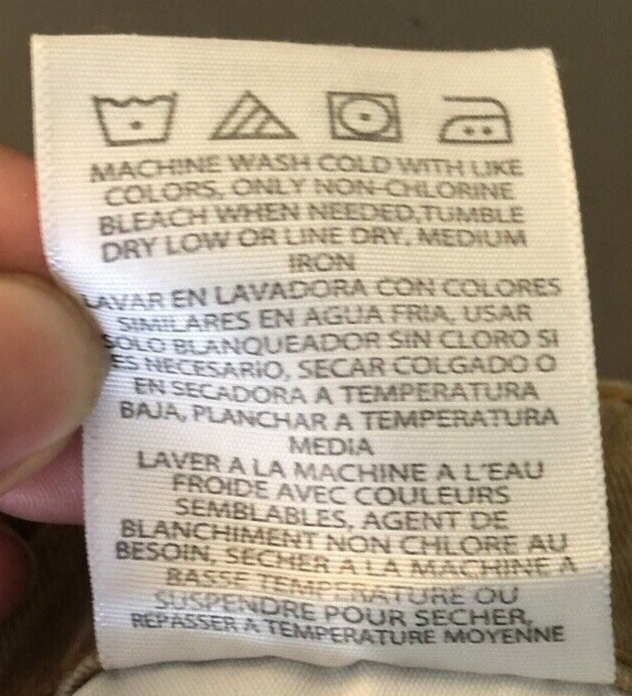 MACHINE WASH COLD WITH LIKE
COLORS, ONLY NON-CHLORINE
BLEACH WHEN NEEDED,TUMBLE
DRY LOW OR LINE DRY, MEDIUM
IRON
LAVAR EN LAVADORA CON COLORES
SIMILARES EN AGUA FRIA, USAR
SOLO BLANQUEADOR SIN CLORO SI
ES NECESARIO, SECAR COLGADO O
EN SECADORA A TEMPERATURA
BAJA, PLANCHAR A TEMPERATURA
MEDIA
LAVER A LA MACHINE A L'EAU
FROIDE AVEC COULEURS
SEMBLABLES, AGENT DE
BLANCHIMENT NON CHLORE AU
BESOIN, SECHER A LA MACHINE A
BASSE TEMPERATURE OU
SUSPENDRE POUR SECHER,
REPASSER A TEMPERATURE MOYENNE